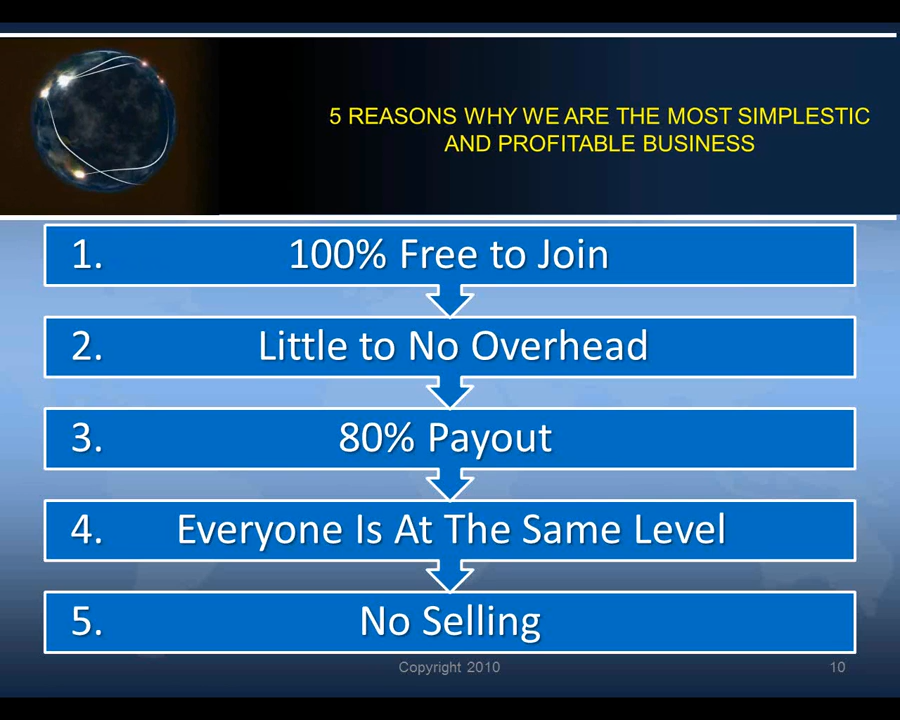 5 REASONS WHY WE ARE THE MOST SIMPLESTIC
AND PROFITABLE BUSINESS
1. 100% Free to Join
2. Little to No Overhead
3. 80% Payout
4. Everyone Is At The Same Level
5. No Selling
Copyright 2010 10